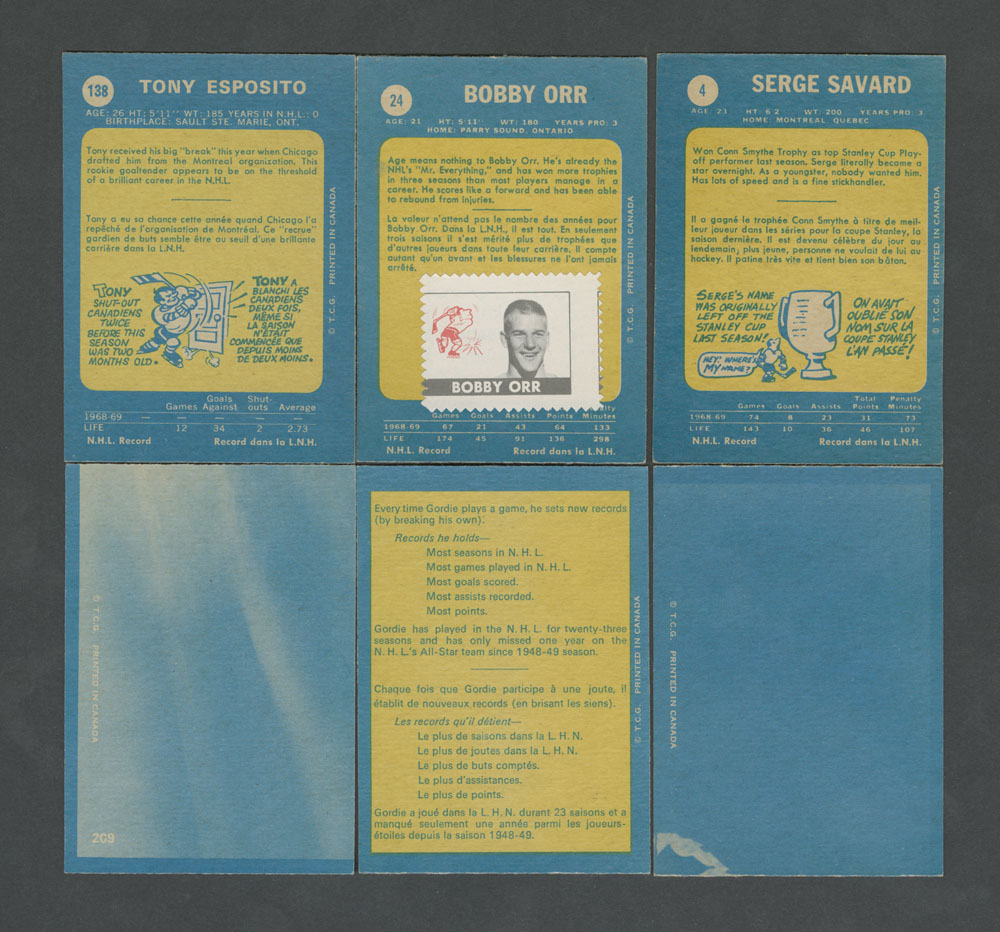 138
TONY ESPOSITO
AGE: 26 HT: 5'11" WT: 185 YEARS IN N.H.L.: 0
BIRTHPLACE: SAULT STE. MARIE, ONT.
Tony received his big "break" this year when Chicago
drafted him from the Montreal organization. This
rookie goaltender appears to be on the threshold
of a brilliant career in the N.H.L.
Tony a eu sa chance cette année quand Chicago l'a
repêché de l'organisation de Montréal. Ce "recrue"
gardien de buts semble être au seuil d'une brillante
carrière dans la L.N.H.
TONY
SHUT-OUT
CANADIENS
TWICE
BEFORE THIS
SEASON
WAS TWO
MONTHS OLD.
TONY A
BLANCHI LES
CANADIENS
DEUX FOIS,
MÊME SI
LA SAISON
N'ÉTAIT
COMMENCÉE QUE
DEPUIS MOINS
DE DEUX MOINS.
© T.C.G. PRINTED IN CANADA
Games Goals Against Shut-outs Average
1968-69 — — — —
LIFE 12 34 2 2.73
N.H.L. Record Record dans la L.N.H.
24
BOBBY ORR
AGE: 21 HT: 5'11" WT: 180 YEARS PRO: 3
HOME: PARRY SOUND, ONTARIO
Age means nothing to Bobby Orr. He's already the
NHL's "Mr. Everything," and has won more trophies
in three seasons than most players manage in a
career. He scores like a forward and has been able
to rebound from injuries.
La valeur n'attend pas le nombre des années pour
Bobby Orr. Dans la L.N.H., il est tout. En seulement
trois saisons il s'est mérité plus de trophées que
d'autres joueurs dans toute leur carrière. Il compte
autant qu'un avant et les blessures ne l'ont jamais
arrêté.
BOBBY ORR
© T.C.G. PRINTED IN CANADA
Games Goals Assists Points Minutes
1968-69 67 21 43 64 133
LIFE 174 45 91 136 298
N.H.L. Record Record dans la L.N.H.
4
SERGE SAVARD
AGE: 23 HT: 6 2 WT: 200 YEARS PRO: 3
HOME: MONTREAL QUEBEC
Won Conn Smythe Trophy as top Stanley Cup Play-
off performer last season. Serge literally became a
star overnight. As a youngster, nobody wanted him.
Has lots of speed and is a fine stickhandler.
Il a gagné le trophée Conn Smythe à titre de meil-
leur joueur dans les séries pour la coupe Stanley, la
saison dernière. Il est devenu célèbre du jour au
lendemain; plus jeune, personne ne voulait de lui au
hockey. Il patine très vite et tient bien son bâton.
SERGE'S NAME
WAS ORIGINALLY
LEFT OFF THE
STANLEY CUP
LAST SEASON!
HEY! WHERE'S
MY NAME?
ON AVAIT
OUBLIÉ SON
NOM SUR LA
COUPE STANLEY
L'AN PASSÉ!
© T.C.G. PRINTED IN CANADA
Games Goals Assists Total Points Penalty Minutes
1968-69 74 8 23 31 73
LIFE 143 10 36 46 107
N.H.L. Record Record dans la L.N.H.
© T.C.G. PRINTED IN CANADA
209
Every time Gordie plays a game, he sets new records
(by breaking his own).
Records he holds—
Most seasons in N. H. L.
Most games played in N. H. L.
Most goals scored.
Most assists recorded.
Most points.
Gordie has played in the N. H. L. for twenty-three
seasons and has only missed one year on the
N. H. L.'s All-Star team since 1948-49 season.
Chaque fois que Gordie participe à une joute, il
établit de nouveaux records (en brisant les siens).
Les records qu'il détient—
Le plus de saisons dans la L. H. N.
Le plus de joutes dans la L. H. N.
Le plus de buts comptés.
Le plus d'assistances.
Le plus de points.
Gordie a joué dans la L. H. N. durant 23 saisons et a
manqué seulement une année parmi les joueurs-
étoiles depuis la saison 1948-49.
© T.C.G. PRINTED IN CANADA
© T.C.G. PRINTED IN CANADA